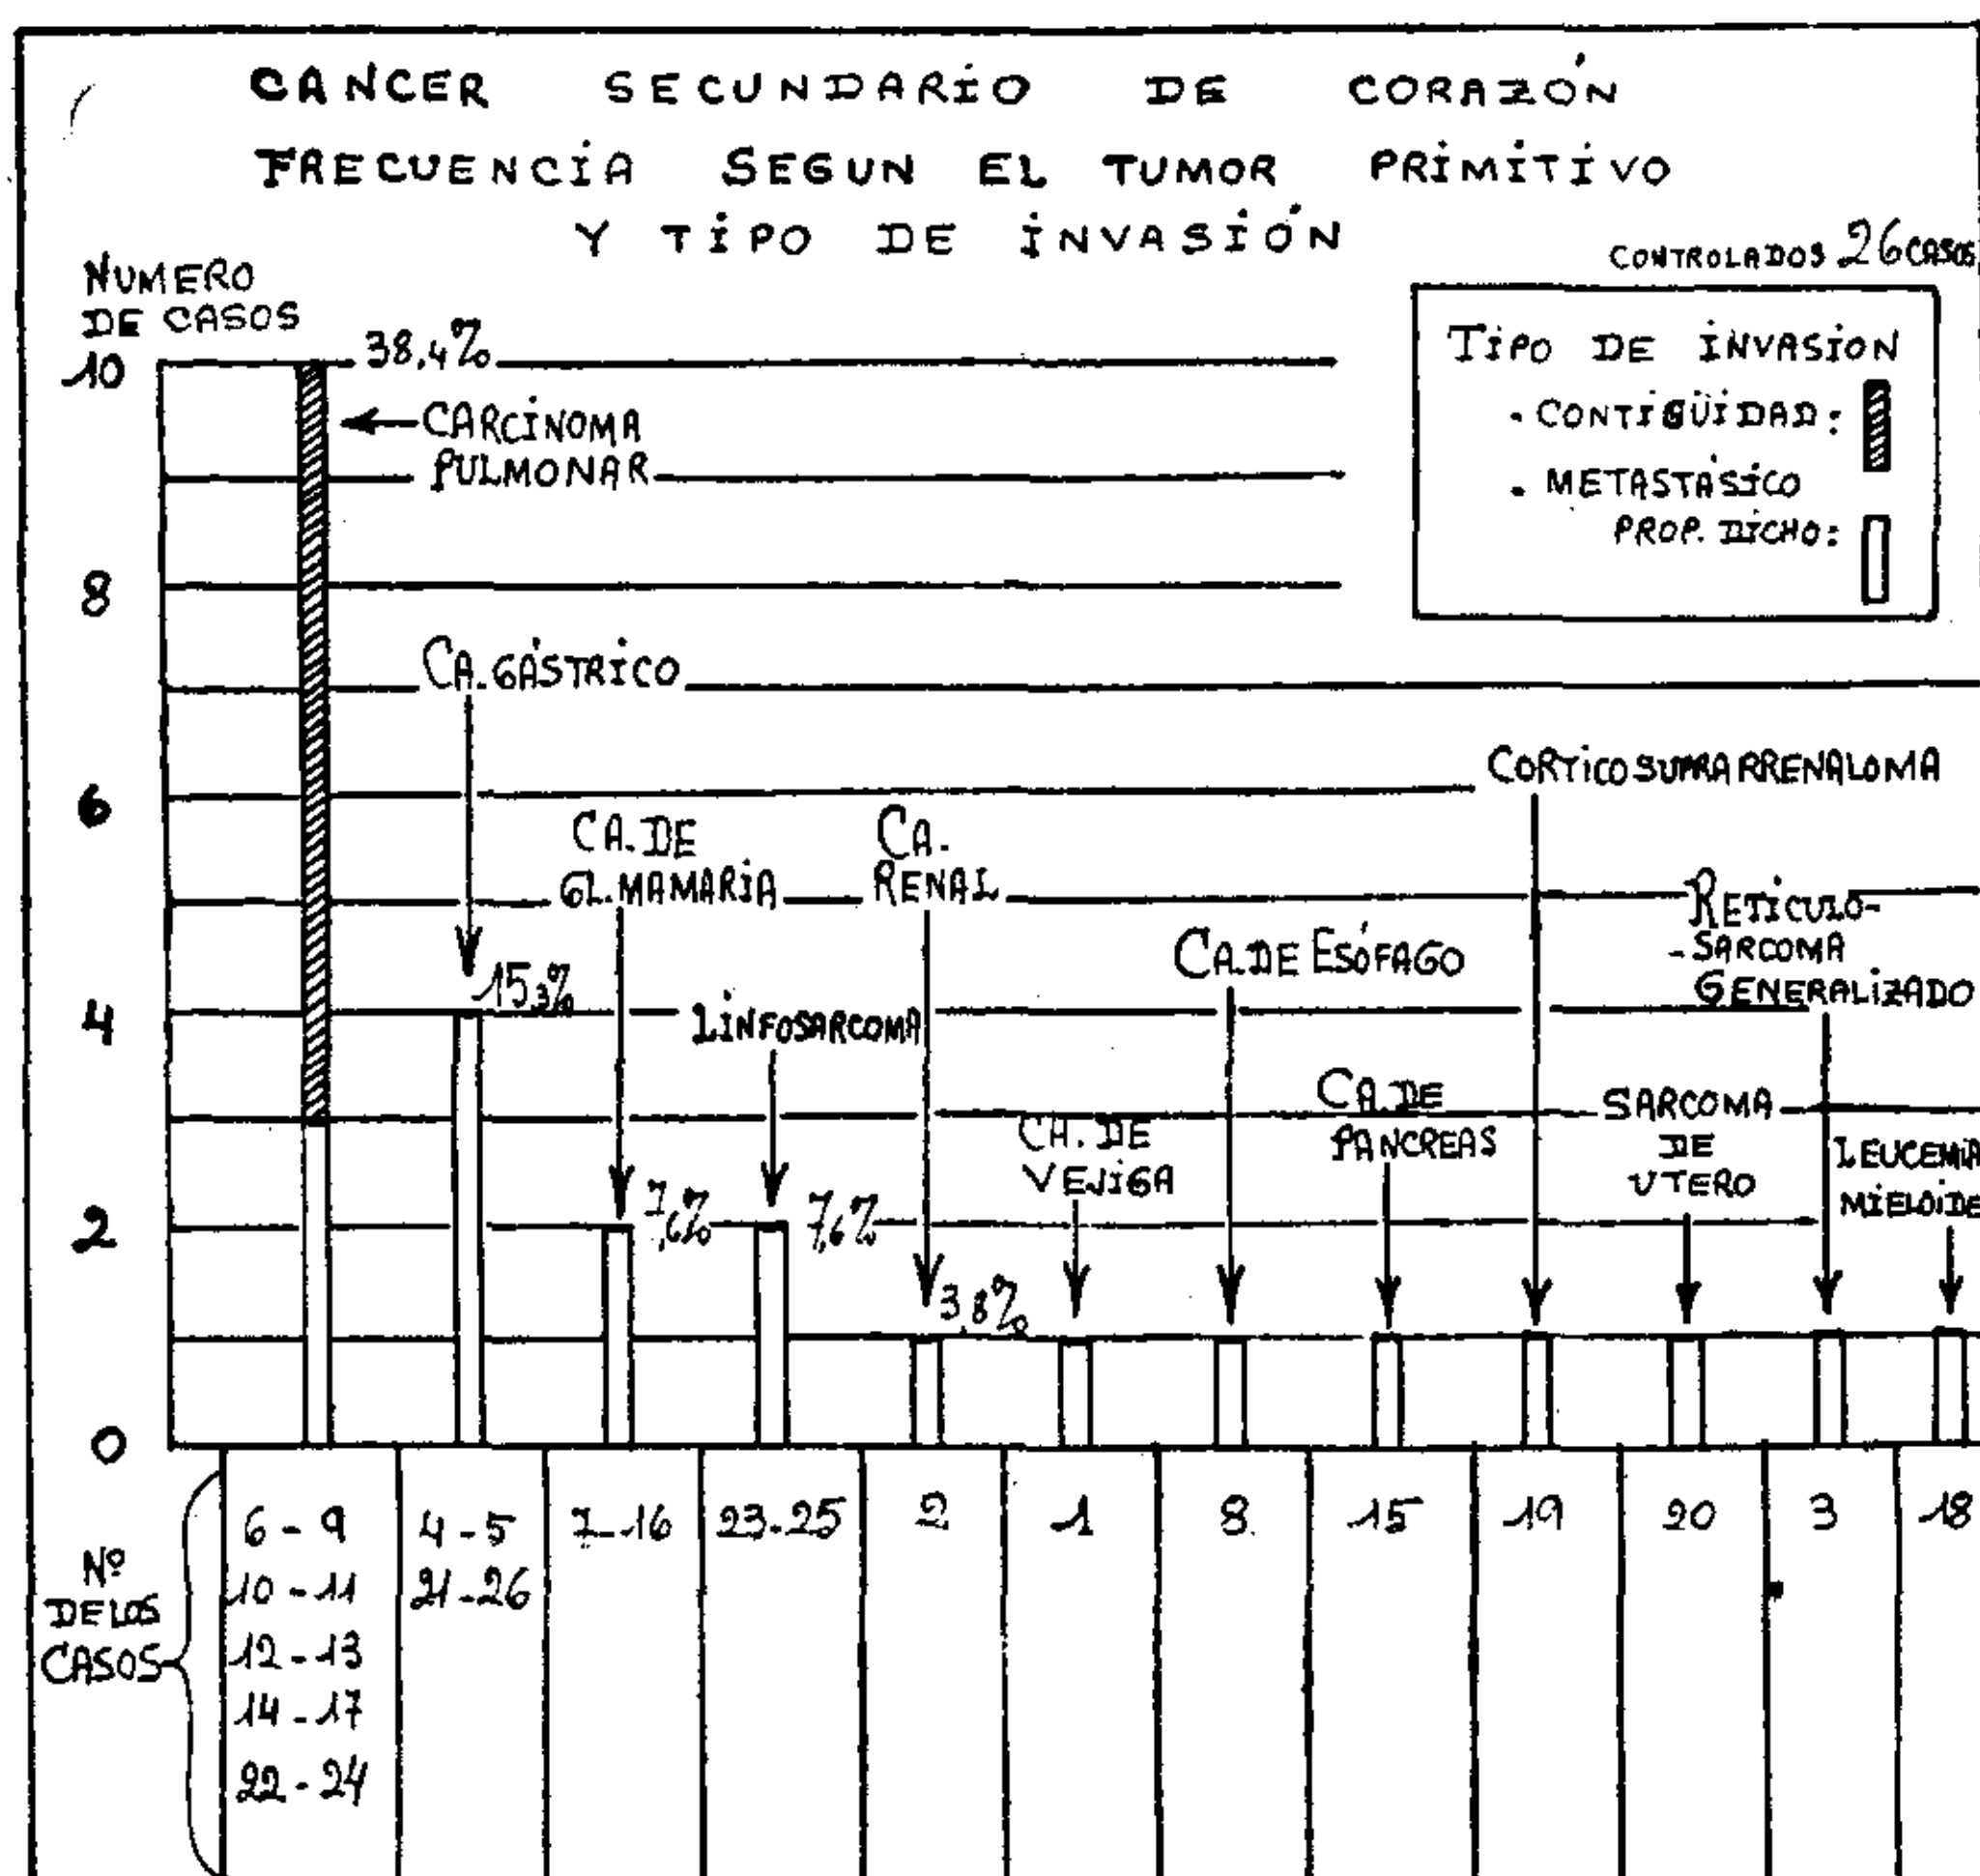 CANCER SECUNDARIO DE CORAZÓN
FRECUENCIA SEGUN EL TUMOR PRIMITIVO
Y TIPO DE INVASIÓN
CONTROLADOS 26 CASOS
NUMERO
DE CASOS
TIPO DE INVASION
. CONTIGÜIDAD:
. METASTÁSICO
PROP. DICHO:
10
38,4%
CARCINOMA
PULMONAR
8
CA. GÁSTRICO
6
CORTICOSUPRARRENALOMA
CA. DE
GL. MAMARIA
CA.
RENAL
RETICULO-
-SARCOMA
GENERALIZADO
CA. DE ESÓFAGO
15,3%
4
LINFOSARCOMA
CA. DE
PANCREAS
SARCOMA
DE
UTERO
CA. DE
VEJIGA
LEUCEMIA
MIELOIDE
2
7,6%
7,6%
3,8%
0
Nº
DE LOS
CASOS
6 - 9
10 - 11
12 - 13
14 - 17
22 - 24
4 - 5
21 - 26
7 - 16
23 - 25
2
1
8
15
19
20
3
18